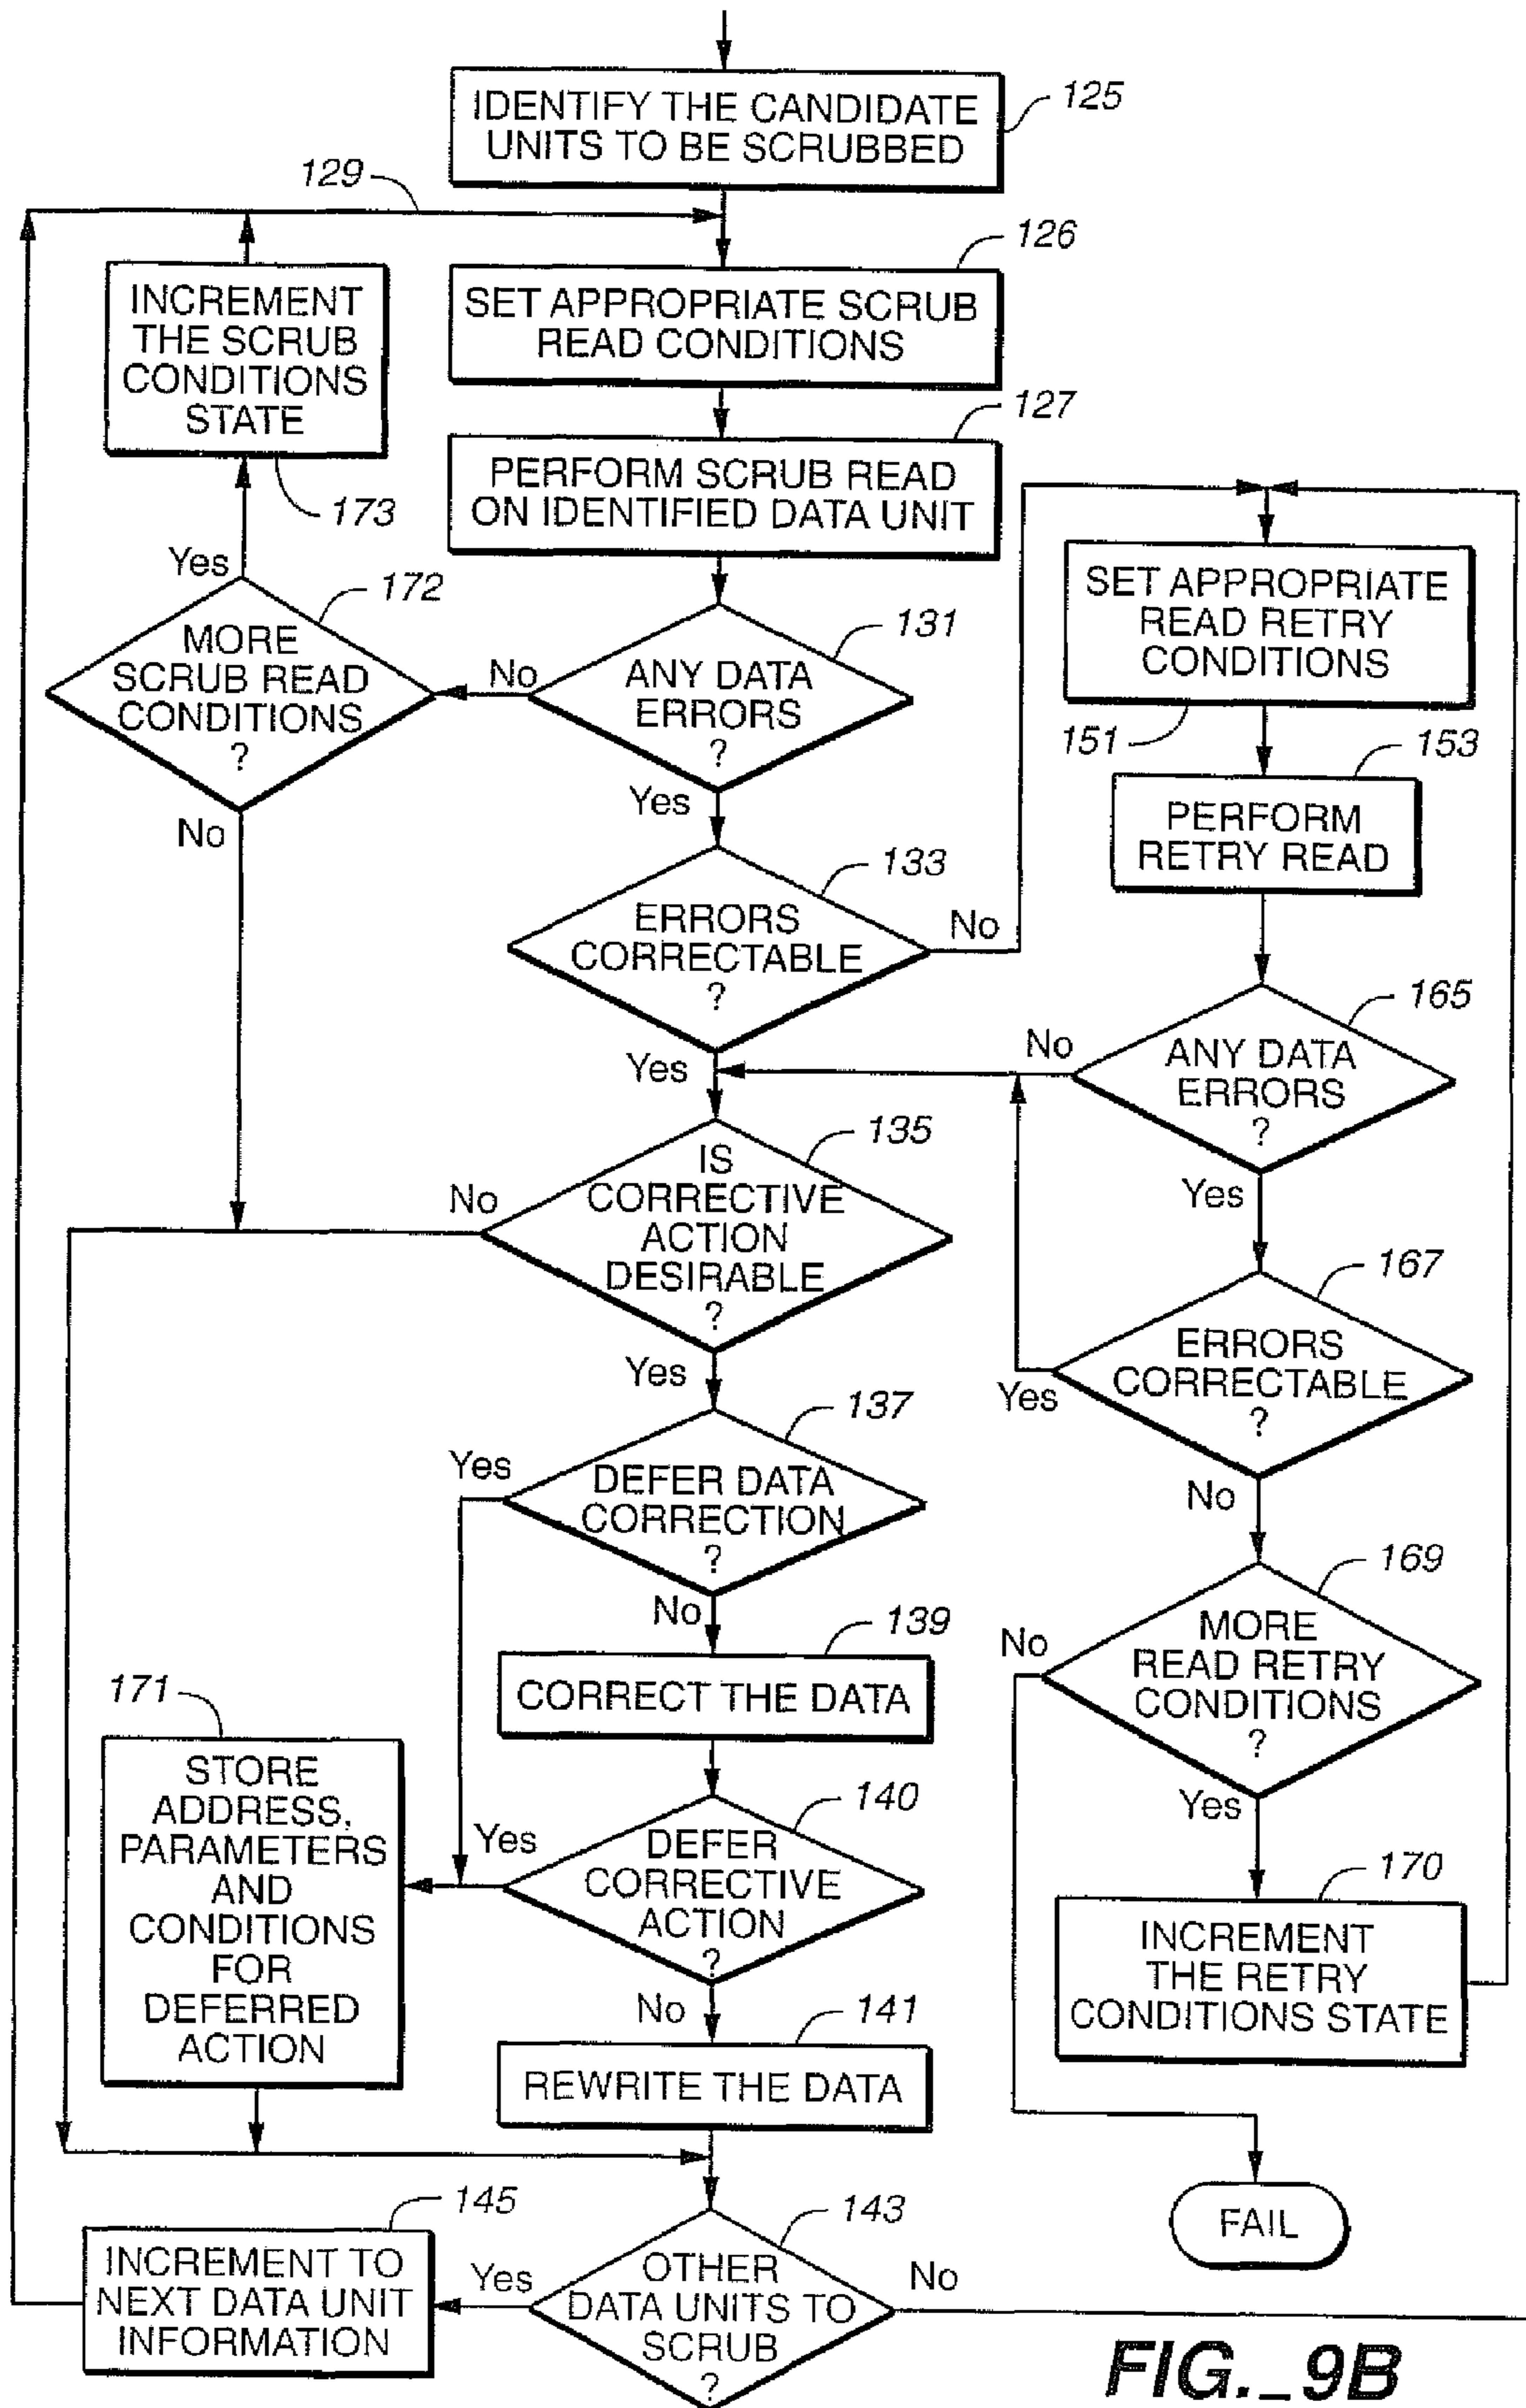 IDENTIFY THE CANDIDATE
UNITS TO BE SCRUBBED
125
129
126
SET APPROPRIATE SCRUB
READ CONDITIONS
INCREMENT
THE SCRUB
CONDITIONS
STATE
173
127
PERFORM SCRUB READ
ON IDENTIFIED DATA UNIT
Yes
172
MORE
SCRUB READ
CONDITIONS
?
No
No
131
ANY DATA
ERRORS
?
Yes
SET APPROPRIATE
READ RETRY
CONDITIONS
151
153
PERFORM
RETRY READ
133
ERRORS
CORRECTABLE
?
No
Yes
165
No
ANY DATA
ERRORS
?
Yes
135
IS
CORRECTIVE
ACTION
DESIRABLE
?
No
Yes
167
ERRORS
CORRECTABLE
?
Yes
No
137
Yes
DEFER DATA
CORRECTION
?
No
169
No
MORE
READ RETRY
CONDITIONS
?
Yes
139
CORRECT THE DATA
171
STORE
ADDRESS,
PARAMETERS
AND
CONDITIONS
FOR
DEFERRED
ACTION
140
Yes
DEFER
CORRECTIVE
ACTION
?
No
170
INCREMENT
THE RETRY
CONDITIONS STATE
141
REWRITE THE DATA
145
INCREMENT TO
NEXT DATA UNIT
INFORMATION
Yes
143
OTHER
DATA UNITS TO
SCRUB
?
No
FAIL
FIG._9B